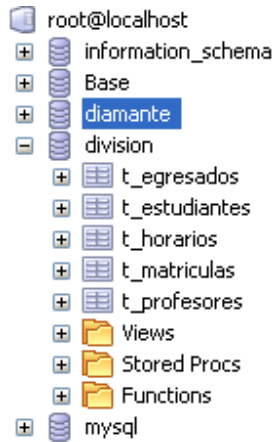 root@localhost
information_schema
Base
diamante
division
t_egresados
t_estudiantes
t_horarios
t_matriculas
t_profesores
Views
Stored Procs
Functions
mysql